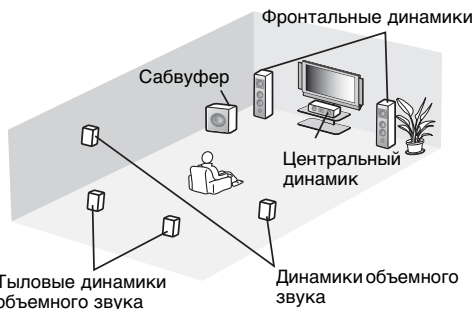 Фронтальные динамики
Сабвуфер
Центральный
динамик
Тыловые динамики
объемного звука
Динамики объемного
звука